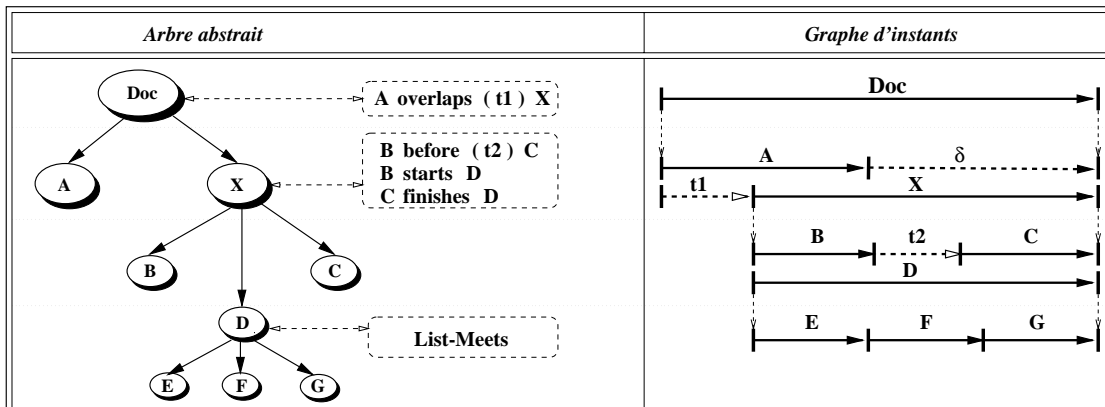 Arbre abstrait
Graphe d'instants
Doc
A overlaps ( t1 ) X
A
X
B before ( t2 ) C
B starts D
C finishes D
B
C
D
List-Meets
E
F
G
Doc
A
δ
t1
X
B
t2
C
D
E
F
G